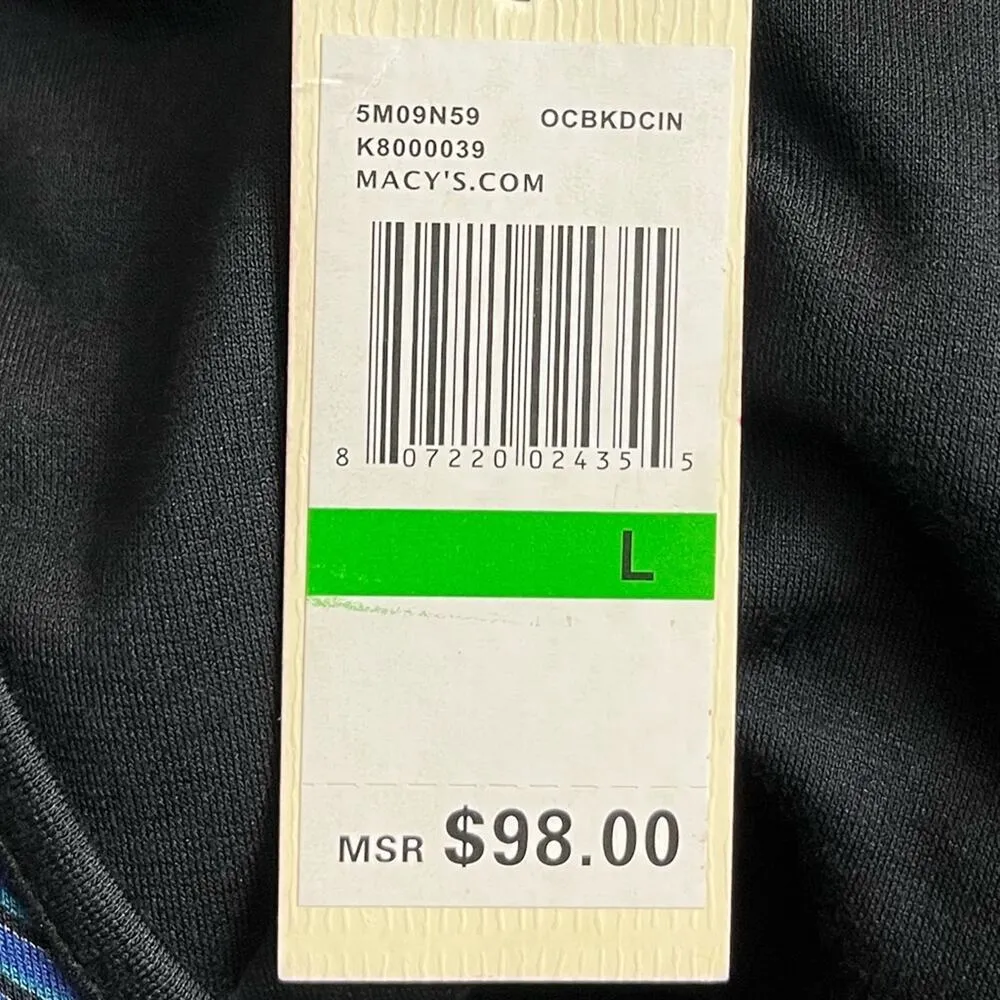 5M09N59 OCBKDCIN
K8000039
MACY'S.COM
8 07220 02435 5
L
MSR $98.00